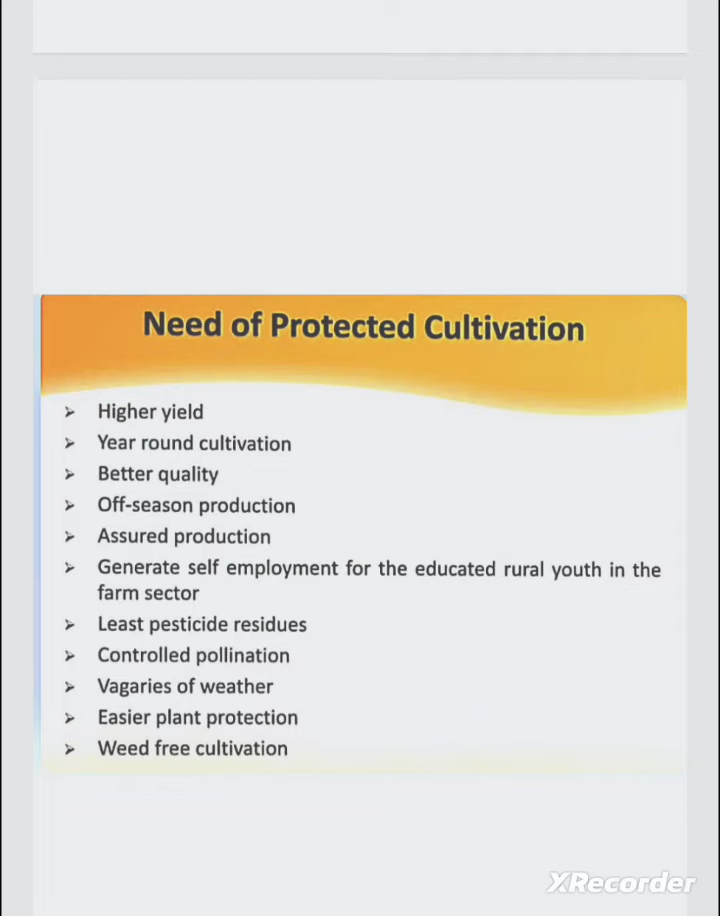 Need of Protected Cultivation
➢ Higher yield
➢ Year round cultivation
➢ Better quality
➢ Off-season production
➢ Assured production
➢ Generate self employment for the educated rural youth in the
farm sector
➢ Least pesticide residues
➢ Controlled pollination
➢ Vagaries of weather
➢ Easier plant protection
➢ Weed free cultivation
XRecorder